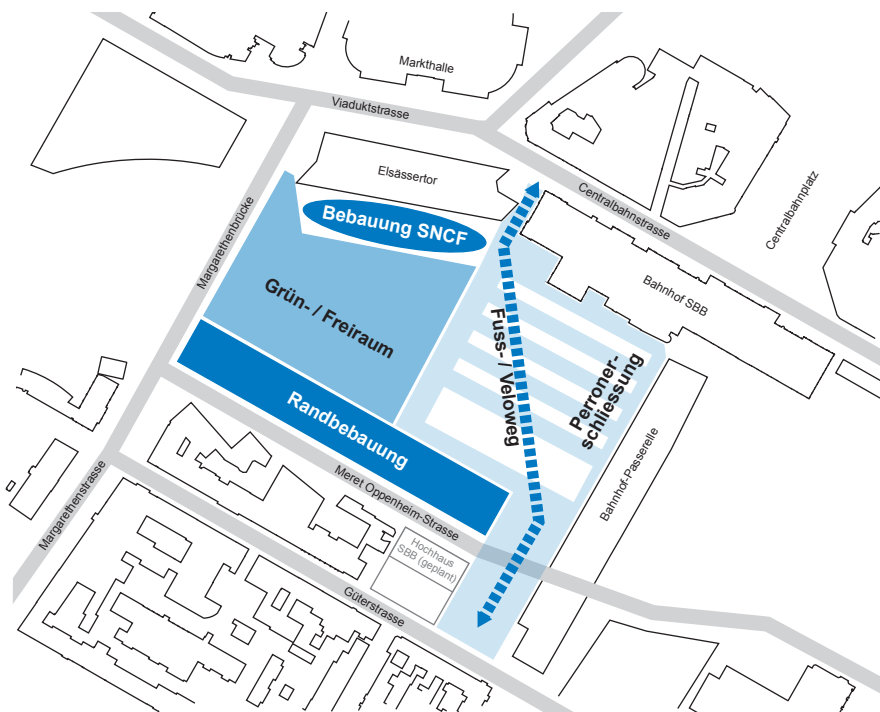 Markthalle
Viaduktstrasse
Elsässertor
Centralbahnstrasse
Centralbahnplatz
Bebauung SNCF
Margarethenbrücke
Bahnhof SBB
Grün- / Freiraum
Fuss- / Veloweg
Perroner-
schliessung
Randbebauung
Bahnhof-Passerelle
Meret Oppenheim-Strasse
Margarethenstrasse
Hochhaus
SBB (geplant)
Güterstrasse